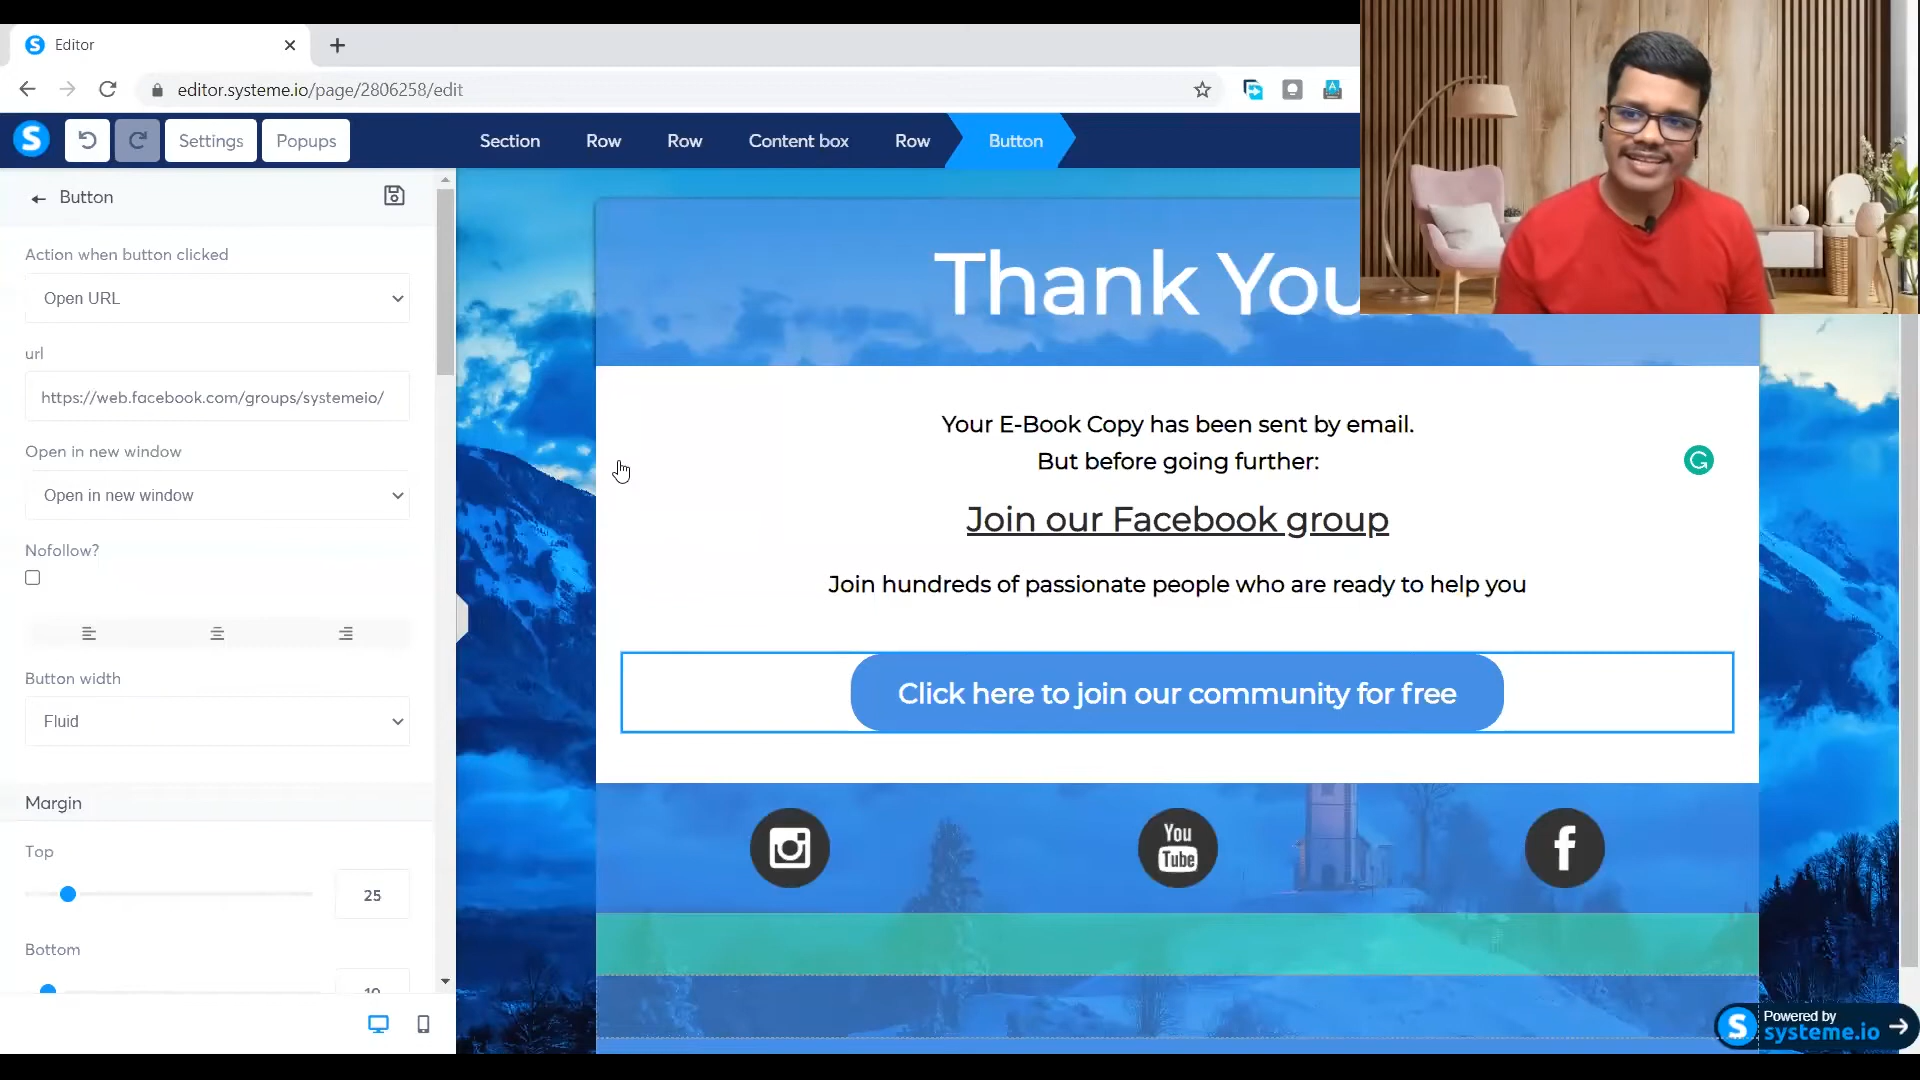 Editor
editor.systeme.io/page/2806258/edit
Settings
Popups
Section
Row
Row
Content box
Row
Button
Button
Action when button clicked
Open URL
url
https://web.facebook.com/groups/systemeio/
Open in new window
Open in new window
Nofollow?
Button width
Fluid
Margin
Top
25
Bottom
Thank You
Your E-Book Copy has been sent by email.
But before going further:
Join our Facebook group
Join hundreds of passionate people who are ready to help you
Click here to join our community for free
You
Tube
Powered by
systeme.io